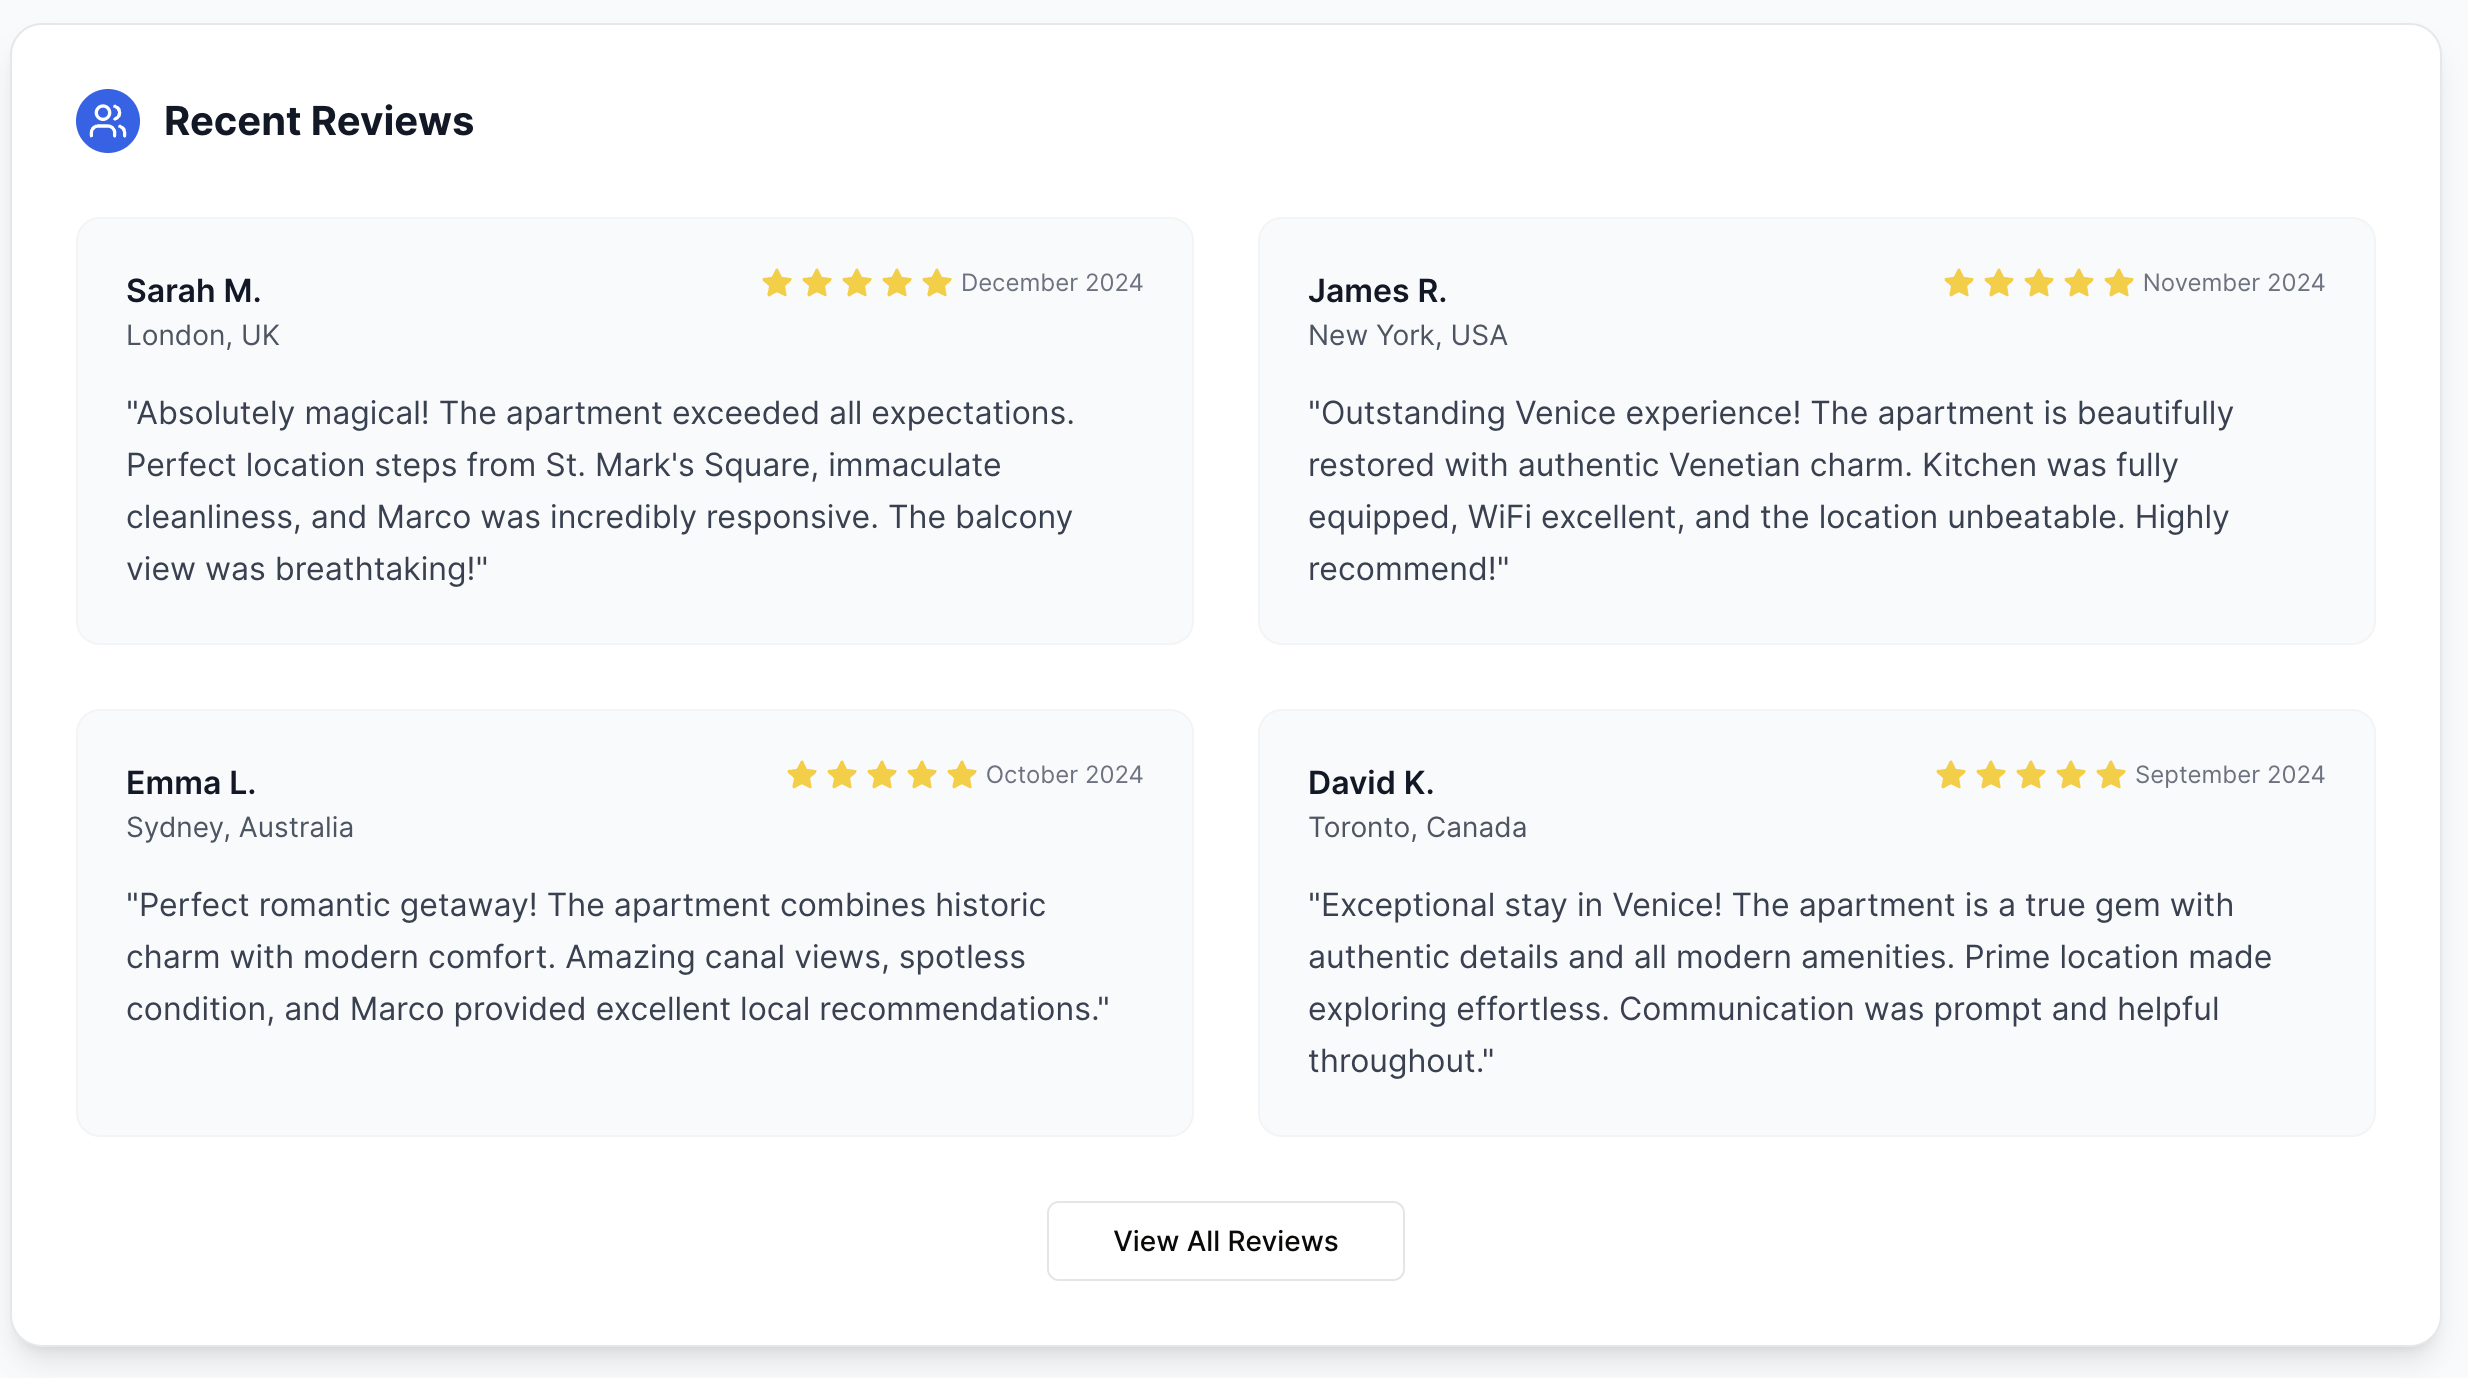 Recent Reviews
Sarah M.
December 2024
London, UK
"Absolutely magical! The apartment exceeded all expectations.
Perfect location steps from St. Mark's Square, immaculate
cleanliness, and Marco was incredibly responsive. The balcony
view was breathtaking!"
James R.
November 2024
New York, USA
"Outstanding Venice experience! The apartment is beautifully
restored with authentic Venetian charm. Kitchen was fully
equipped, WiFi excellent, and the location unbeatable. Highly
recommend!"
Emma L.
October 2024
Sydney, Australia
"Perfect romantic getaway! The apartment combines historic
charm with modern comfort. Amazing canal views, spotless
condition, and Marco provided excellent local recommendations."
David K.
September 2024
Toronto, Canada
"Exceptional stay in Venice! The apartment is a true gem with
authentic details and all modern amenities. Prime location made
exploring effortless. Communication was prompt and helpful
throughout."
View All Reviews